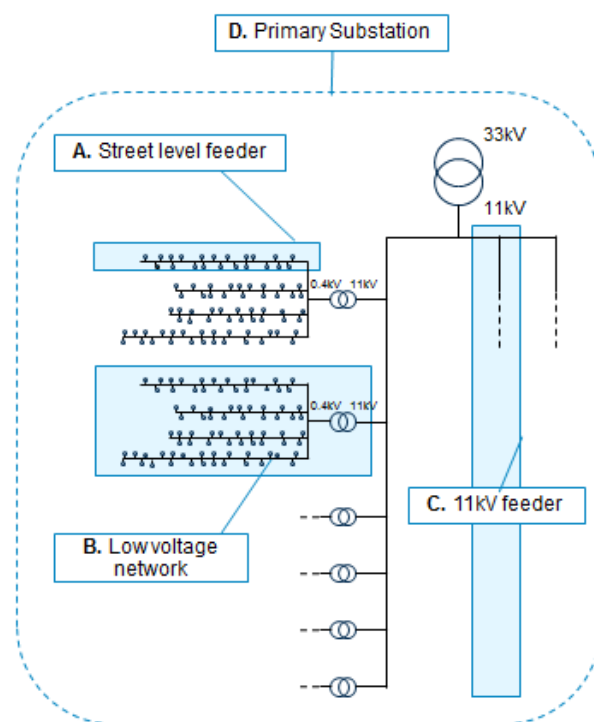 D. Primary Substation
A. Street level feeder
33kV
11kV
0.4kV 11kV
0.4kV 11kV
C. 11kV feeder
B. Low voltage
network